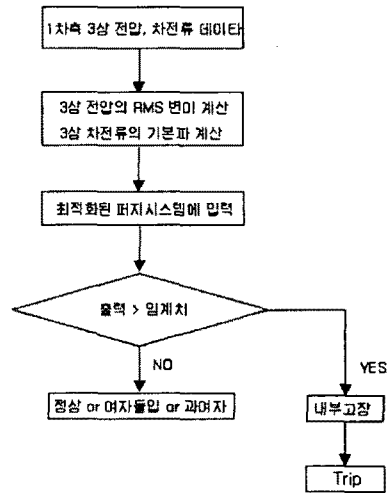 1차측 3상 전압, 차전류 데이타
3상 전압의 RMS 변이 계산
3상 차전류의 기본파 계산
최적화된 퍼지시스템에 입력
출력 > 임계치
NO
YES
정상 or 여자돌입 or 과여자
내부고장
Trip